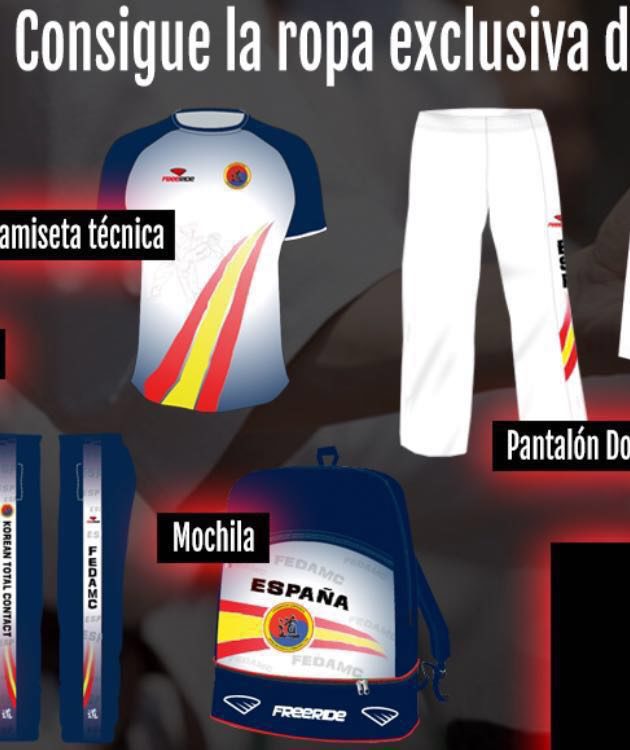 Consigue la ropa exclusiva d
FREERIDE
amiseta técnica
Pantalón Do
Mochila
FEDAMC
ESPAÑA
FEDAMC
FREERIDE
KOREAN TOTAL CONTACT
FEDAMC